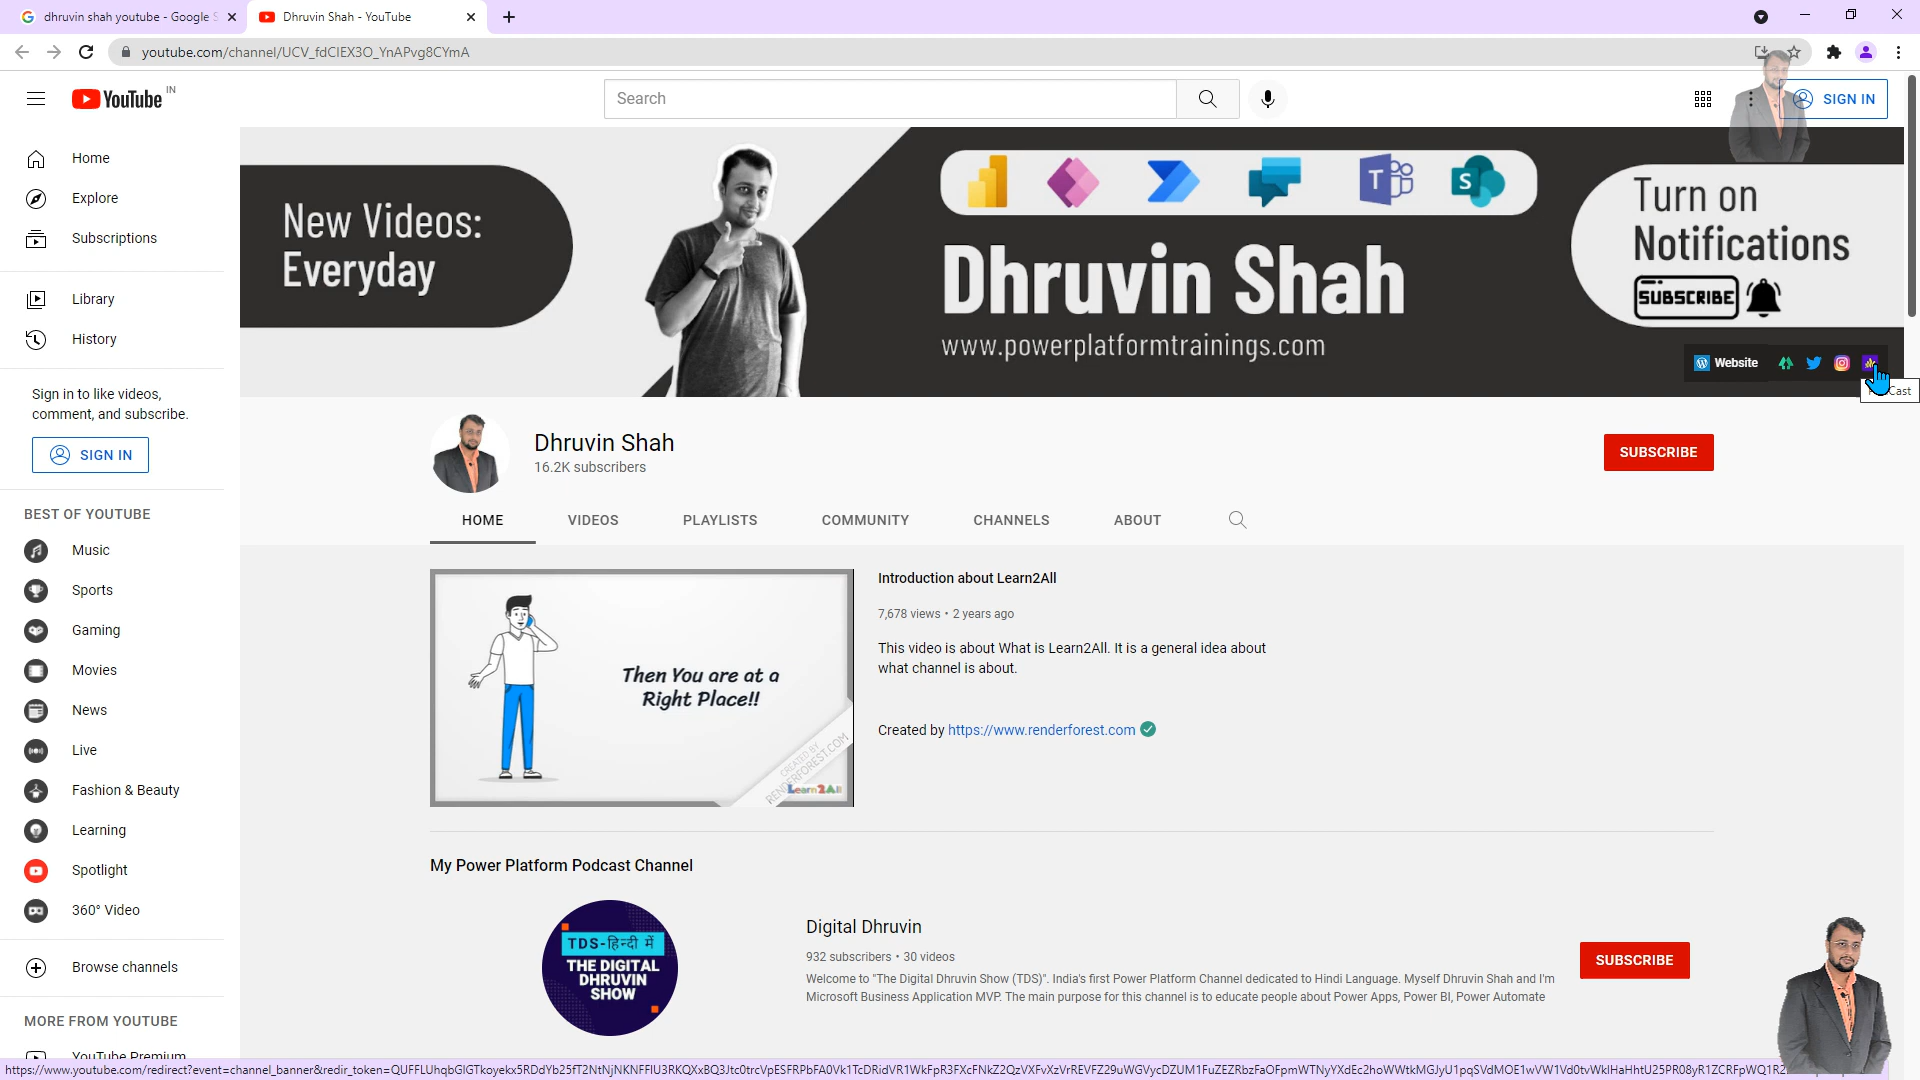 dhruvin shah youtube - Google S
Dhruvin Shah - YouTube
youtube.com/channel/UCV_fdCIEX3O_YnAPvg8CYmA
YouTube IN
Search
SIGN IN
Home
Explore
Subscriptions
Library
History
Sign in to like videos,
comment, and subscribe.
SIGN IN
BEST OF YOUTUBE
Music
Sports
Gaming
Movies
News
Live
Fashion & Beauty
Learning
Spotlight
360° Video
Browse channels
MORE FROM YOUTUBE
YouTube Premium
New Videos:
Everyday
Dhruvin Shah
www.powerplatformtrainings.com
Turn on
Notifications
SUBSCRIBE
Website
Cast
Dhruvin Shah
16.2K subscribers
SUBSCRIBE
HOME
VIDEOS
PLAYLISTS
COMMUNITY
CHANNELS
ABOUT
Then You are at a
Right Place!!
CREATED BY
RENDERFOREST.COM
Learn2All
Introduction about Learn2All
7,678 views • 2 years ago
This video is about What is Learn2All. It is a general idea about
what channel is about.
Created by https://www.renderforest.com
My Power Platform Podcast Channel
TDS-हिन्दी में
THE DIGITAL
DHRUVIN
SHOW
Digital Dhruvin
932 subscribers • 30 videos
Welcome to "The Digital Dhruvin Show (TDS)". India's first Power Platform Channel dedicated to Hindi Language. Myself Dhruvin Shah and I'm
Microsoft Business Application MVP. The main purpose for this channel is to educate people about Power Apps, Power BI, Power Automate
SUBSCRIBE